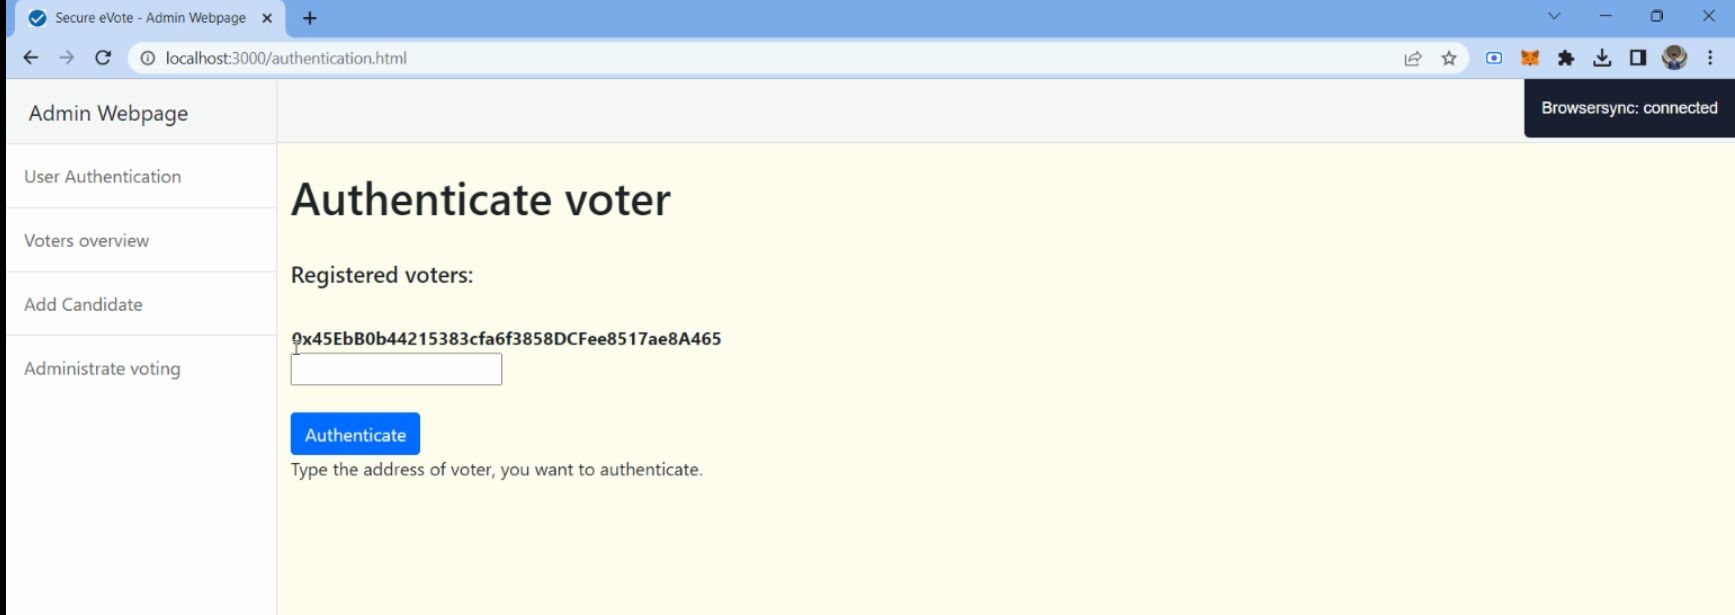 Secure eVote - Admin Webpage
localhost:3000/authentication.html
Browsersync: connected
Admin Webpage
User Authentication
Voters overview
Add Candidate
Administrate voting
Authenticate voter
Registered voters:
0x45EbB0b44215383cfa6f3858DCFee8517ae8A465
Authenticate
Type the address of voter, you want to authenticate.